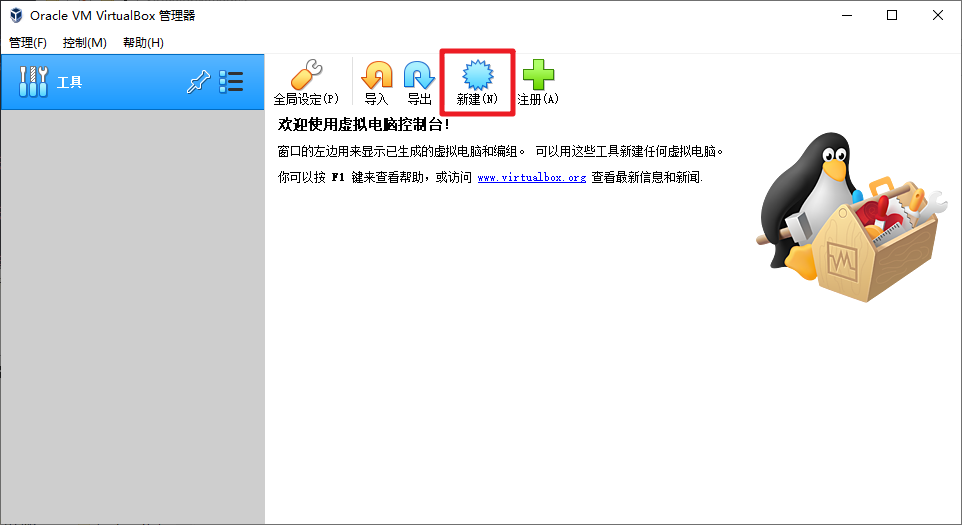 Oracle VM VirtualBox 管理器
管理(F) 控制(M) 帮助(H)
工具
全局设定(P) 导入 导出 新建(N) 注册(A)
欢迎使用虚拟电脑控制台!
窗口的左边用来显示已生成的虚拟电脑和编组。 可以用这些工具新建任何虚拟电脑。
你可以按 F1 键来查看帮助，或访问 www.virtualbox.org 查看最新信息和新闻.